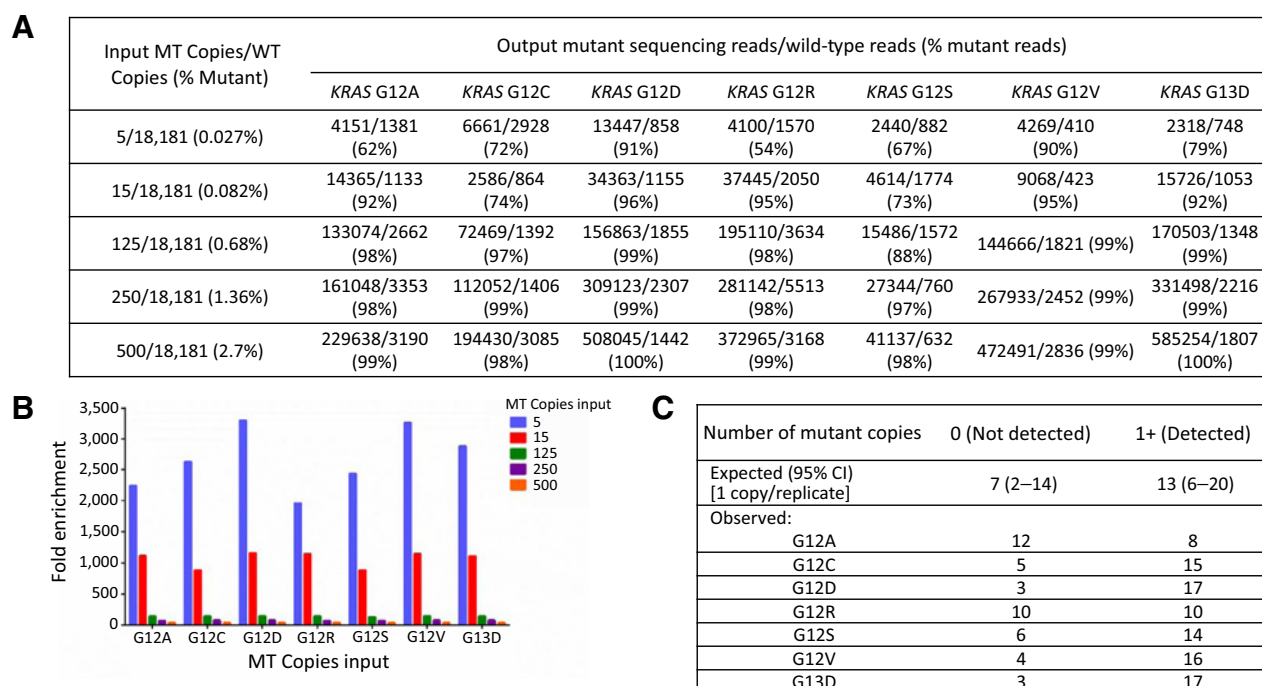 A
Input MT Copies/WT Copies (% Mutant)
Output mutant sequencing reads/wild-type reads (% mutant reads)
KRAS G12A KRAS G12C KRAS G12D KRAS G12R KRAS G12S KRAS G12V KRAS G13D
5/18,181 (0.027%) 4151/1381 (62%) 6661/2928 (72%) 13447/858 (91%) 4100/1570 (54%) 2440/882 (67%) 4269/410 (90%) 2318/748 (79%)
15/18,181 (0.082%) 14365/1133 (92%) 2586/864 (74%) 34363/1155 (96%) 37445/2050 (95%) 4614/1774 (73%) 9068/423 (95%) 15726/1053 (92%)
125/18,181 (0.68%) 133074/2662 (98%) 72469/1392 (97%) 156863/1855 (99%) 195110/3634 (98%) 15486/1572 (88%) 144666/1821 (99%) 170503/1348 (99%)
250/18,181 (1.36%) 161048/3353 (98%) 112052/1406 (99%) 309123/2307 (99%) 281142/5513 (98%) 27344/760 (97%) 267933/2452 (99%) 331498/2216 (99%)
500/18,181 (2.7%) 229638/3190 (99%) 194430/3085 (98%) 508045/1442 (100%) 372965/3168 (99%) 41137/632 (98%) 472491/2836 (99%) 585254/1807 (100%)
B
Fold enrichment
3,500
3,000
2,500
2,000
1,500
1,000
500
0
G12A G12C G12D G12R G12S G12V G13D
MT Copies input
MT Copies input
5
15
125
250
500
C
Number of mutant copies 0 (Not detected) 1+ (Detected)
Expected (95% CI) [1 copy/replicate] 7 (2–14) 13 (6–20)
Observed:
G12A 12 8
G12C 5 15
G12D 3 17
G12R 10 10
G12S 6 14
G12V 4 16
G13D 3 17